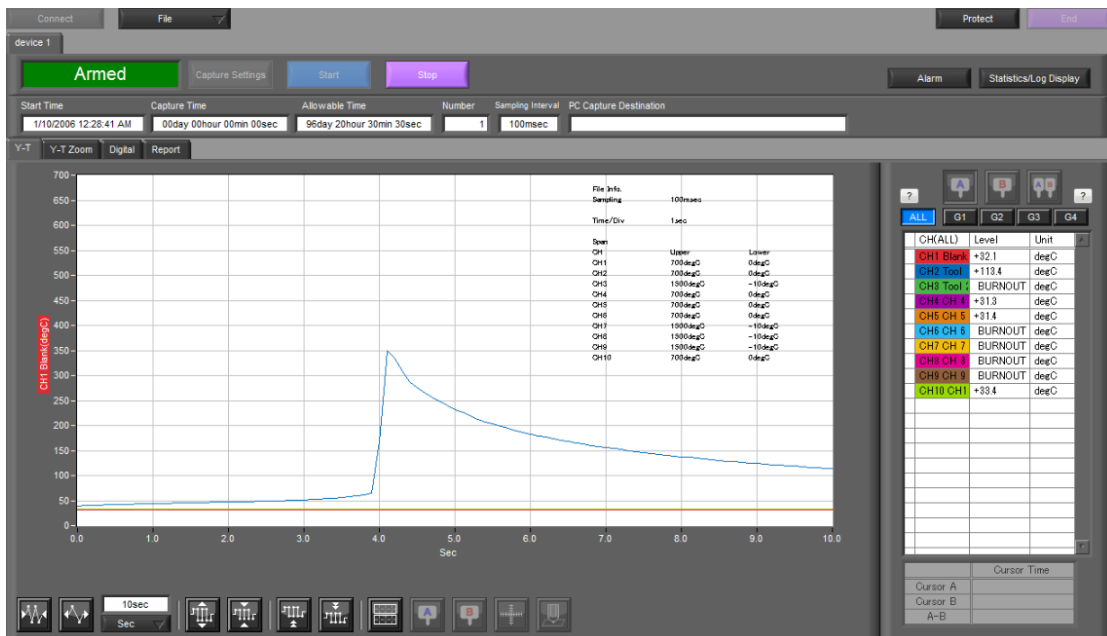 Connect File Protect End
device 1
Armed Capture Settings Start Stop Alarm Statistics/Log Display
Start Time Capture Time Allowable Time Number Sampling Interval PC Capture Destination
1/10/2006 12:28:41 AM 00day 00hour 00min 00sec 96day 20hour 30min 30sec 1 100msec
Y-T Y-T Zoom Digital Report
700
650
600
550
500
450
400
350
300
250
200
150
100
50
0
CH1 Blank(degC)
0.0 1.0 2.0 3.0 4.0 5.0 6.0 7.0 8.0 9.0 10.0
Sec
File Info.
Sampling 100msec
Time/Div 1sec
Span
CH Upper Lower
CH1 700degC 0degC
CH2 700degC 0degC
CH3 1300degC -10degC
CH4 700degC 0degC
CH5 700degC 0degC
CH6 700degC 0degC
CH7 1300degC -10degC
CH8 1300degC -10degC
CH9 1300degC -10degC
CH10 700degC 0degC
? A B A B ?
ALL G1 G2 G3 G4
CH(ALL) Level Unit
CH1 Blank +32.1 degC
CH2 Tool +113.4 degC
CH3 Tool BURNOUT degC
CH4 CH 4 +31.3 degC
CH5 CH 5 +31.4 degC
CH6 CH 6 BURNOUT degC
CH7 CH 7 BURNOUT degC
CH8 CH 8 BURNOUT degC
CH9 CH 9 BURNOUT degC
CH10 CH1 +33.4 degC
Cursor Time
Cursor A
Cursor B
A-B
10sec
Sec
A B